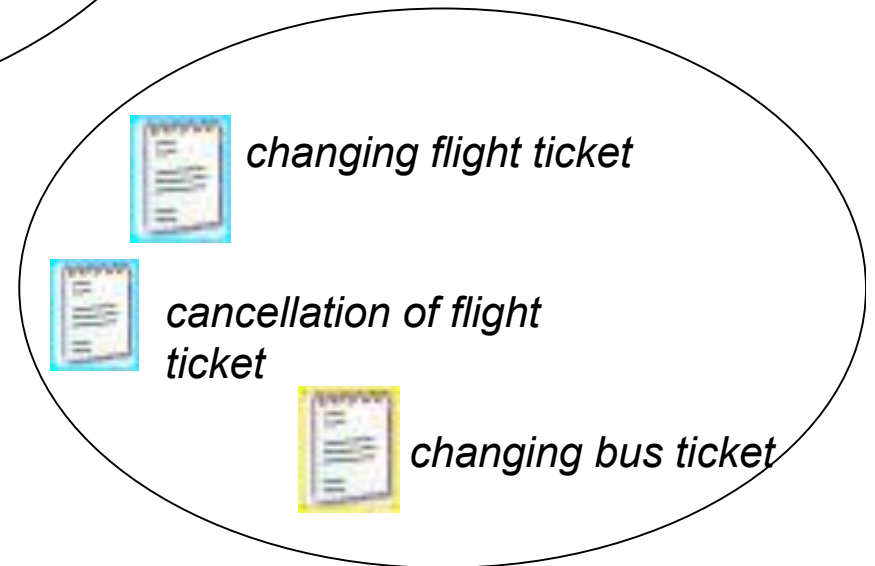 changing flight ticket
cancellation of flight
ticket
changing bus ticket